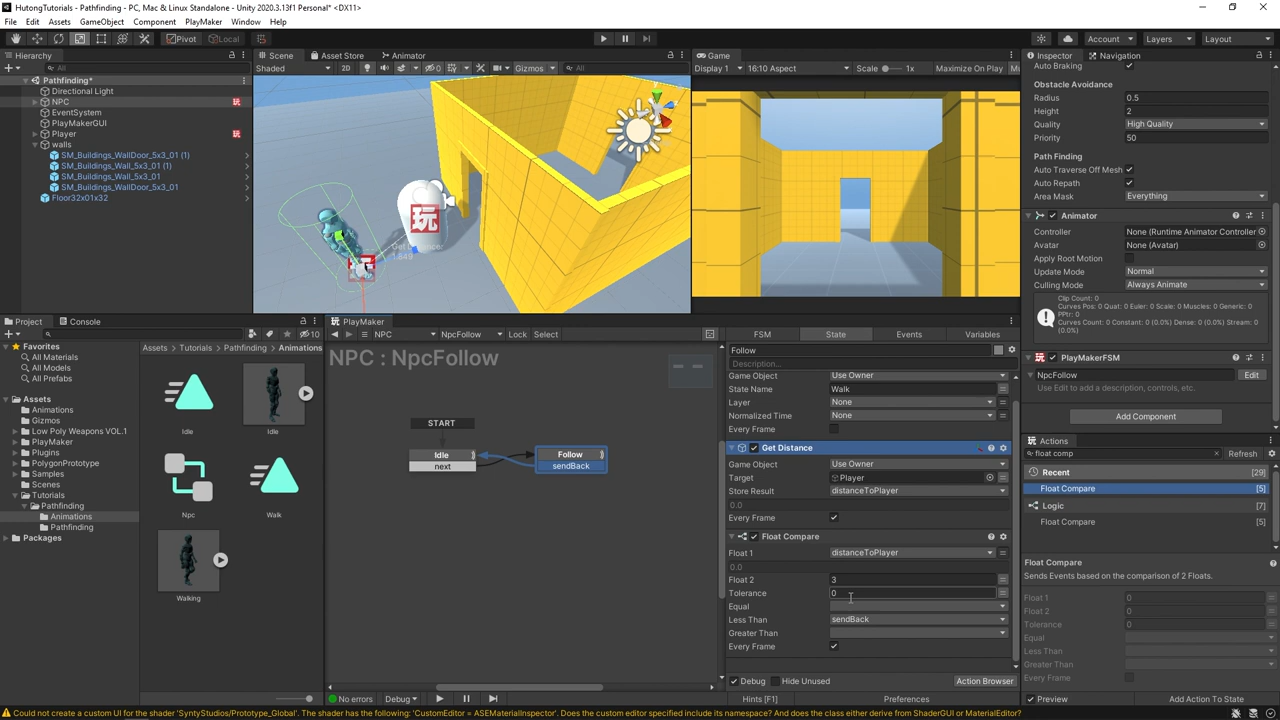 HutongTutorials - Pathfinding - PC, Mac & Linux Standalone - Unity 2020.3.13f1 Personal* <DX11>
File Edit Assets GameObject Component PlayMaker Window Help
Pivot Local Account Layers Layout
Hierarchy
All
Pathfinding*
Directional Light
NPC
EventSystem
PlayMakerGUI
Player
walls
SM_Buildings_WallDoor_5x3_01 (1)
SM_Buildings_Wall_5x3_01 (1)
SM_Buildings_Wall_5x3_01
SM_Buildings_WallDoor_5x3_01
Floor32x01x32
Scene Asset Store Animator
Shaded 2D 0 Gizmos All
玩
1.849
玩
Game
Display 1 16:10 Aspect Scale 1x Maximize On Play
Inspector Navigation
Auto Braking
Obstacle Avoidance
Radius 0.5
Height 2
Quality High Quality
Priority 50
Path Finding
Auto Traverse Off Mesh
Auto Repath
Area Mask Everything
Animator
Controller None (Runtime Animator Controller
Avatar None (Avatar)
Apply Root Motion
Update Mode Normal
Culling Mode Always Animate
Clip Count: 0
Curves Pos: 0 Quat: 0 Euler: 0 Scale: 0 Muscles: 0 Generic: 0 PPtr: 0
Curves Count: 0 Constant: 0 (0.0%) Dense: 0 (0.0%) Stream: 0 (0.0%)
PlayMakerFSM
NpcFollow Edit
Use Edit to add a description, controls, etc.
Add Component
Project Console
10
Favorites
All Materials
All Models
All Prefabs
Assets
Animations
Gizmos
Low Poly Weapons VOL.1
PlayMaker
Plugins
PolygonPrototype
Samples
Scenes
Tutorials
Pathfinding
Animations
Pathfinding
Packages
Assets > Tutorials > Pathfinding > Animations
Idle
Idle
Npc
Walk
Walking
PlayMaker
NPC NpcFollow Lock Select
NPC : NpcFollow
START
Idle
next
Follow
sendBack
No errors Debug
FSM State Events Variables
Follow
Description...
Game Object Use Owner
State Name Walk
Layer None
Normalized Time None
Every Frame
Get Distance
Game Object Use Owner
Target Player
Store Result distanceToPlayer
0.0
Every Frame
Float Compare
Float 1 distanceToPlayer
0.0
Float 2 3
Tolerance 0
Equal
Less Than sendBack
Greater Than
Every Frame
Debug Hide Unused Action Browser
Hints [F1] Preferences
Actions
float comp Refresh
Recent [29]
Float Compare [5]
Logic [7]
Float Compare [5]
Float Compare
Sends Events based on the comparison of 2 Floats.
Float 1 0
Float 2 0
Tolerance 0
Equal
Less Than
Greater Than
Every Frame
Preview Add Action To State
Could not create a custom UI for the shader 'SyntyStudios/Prototype_Global'. The shader has the following: 'CustomEditor = ASEMaterialInspector'. Does the custom editor specified include its namespace? And does the class either derive from ShaderGUI or MaterialEditor?